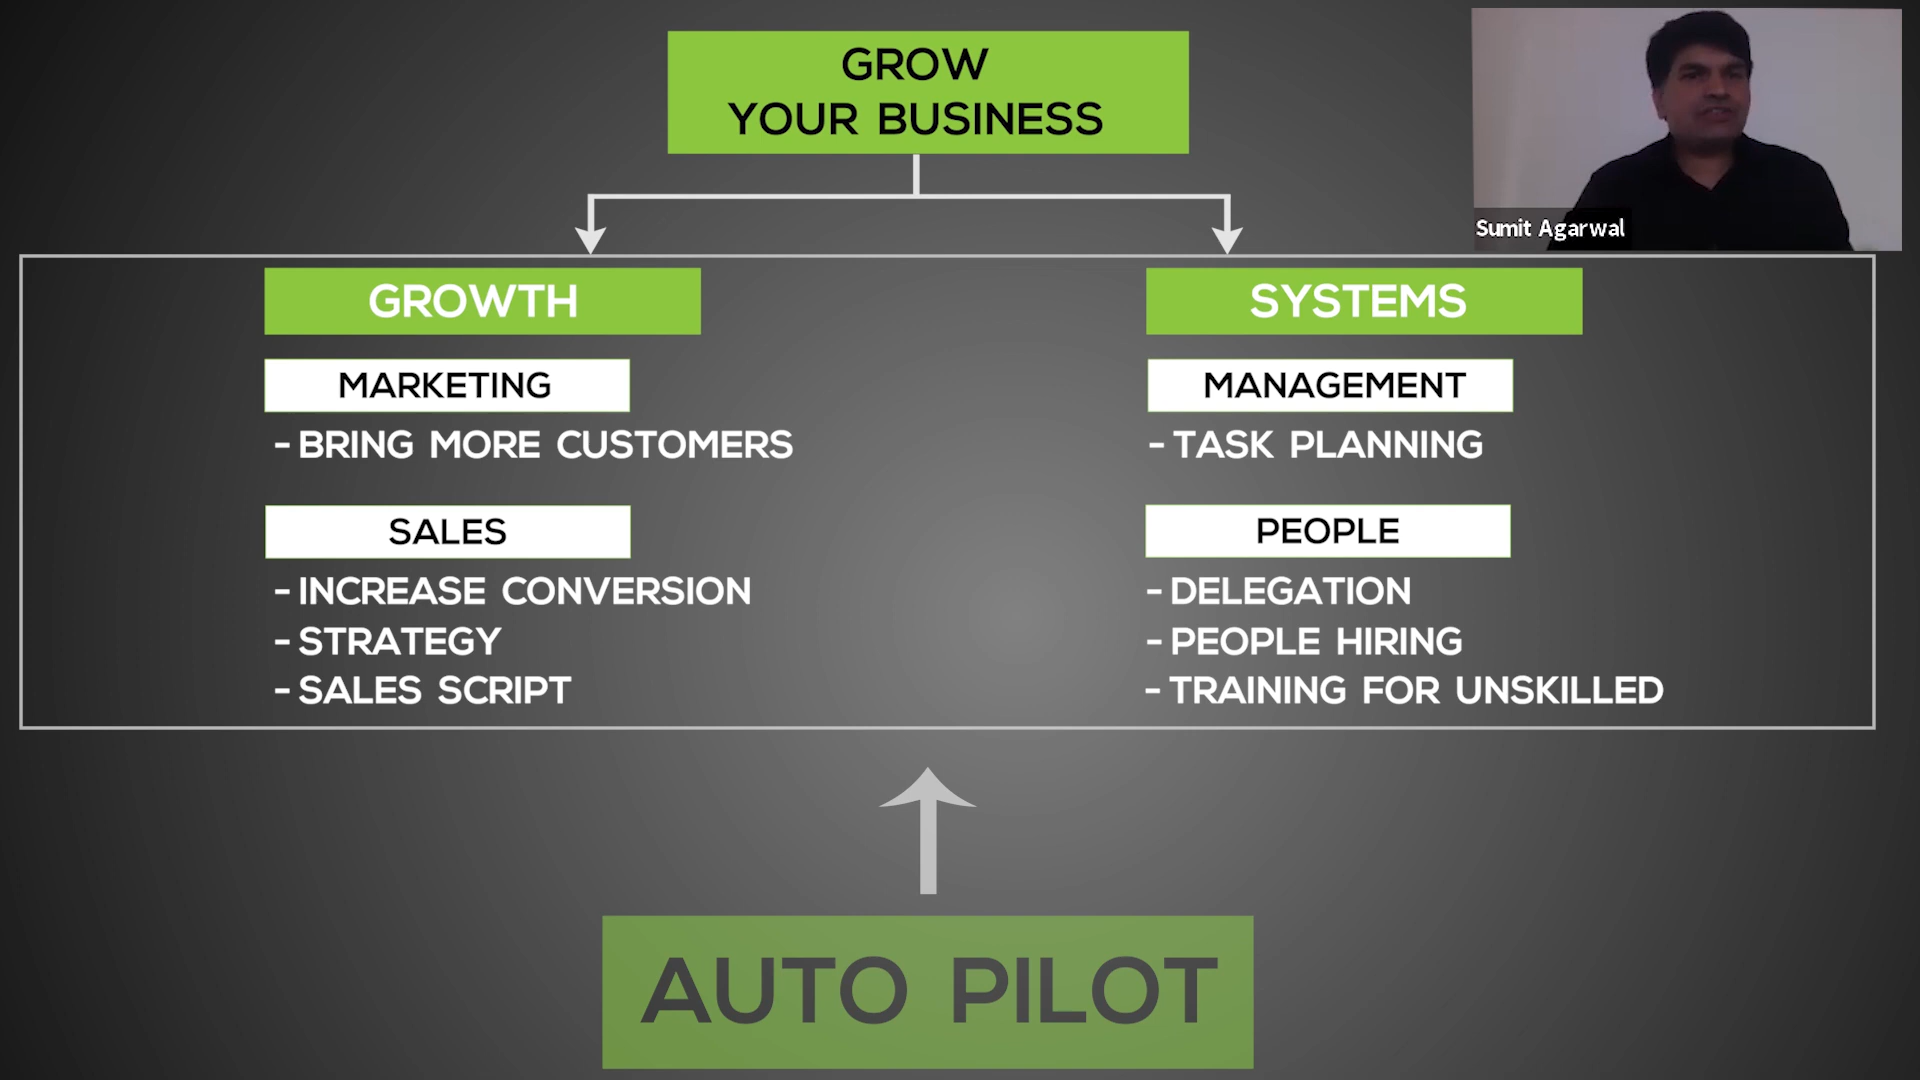 GROW
YOUR BUSINESS
Sumit Agarwal
GROWTH
MARKETING
- BRING MORE CUSTOMERS
SALES
- INCREASE CONVERSION
- STRATEGY
- SALES SCRIPT
SYSTEMS
MANAGEMENT
- TASK PLANNING
PEOPLE
- DELEGATION
- PEOPLE HIRING
- TRAINING FOR UNSKILLED
AUTO PILOT